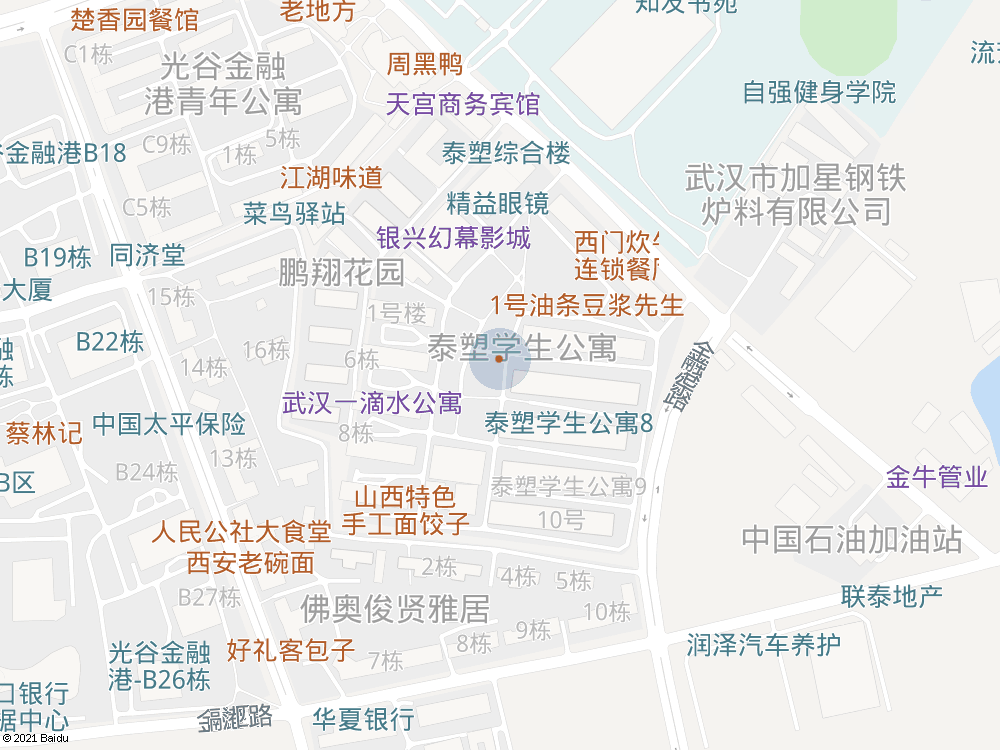 楚香园餐馆
老地方
知友书苑
C1栋
光谷金融
港青年公寓
周黑鸭
天宫商务宾馆
自强健身学院
5栋
C9栋
1栋
谷金融港B18
泰塑综合楼
江湖味道
武汉市加星钢铁
炉料有限公司
C5栋
菜鸟驿站
精益眼镜
银兴幻幕影城
B19栋
同济堂
鹏翔花园
西门炊牛
连锁餐厅
大厦
15栋
1号楼
1号油条豆浆先生
B22栋
16栋
泰塑学生公寓
14栋
6栋
金融港路
栋
武汉一滴水公寓
中国太平保险
泰塑学生公寓8
蔡林记
8栋
13栋
B24栋
B区
金牛管业
泰塑学生公寓9
山西特色
手工面饺子
10号
人民公社大食堂
西安老碗面
中国石油加油站
2栋
4栋
5栋
B27栋
佛奥俊贤雅居
联泰地产
10栋
9栋
8栋
润泽汽车养护
光谷金融
港-B26栋
好礼客包子
7栋
口银行
据中心
华夏银行
© 2021 Baidu